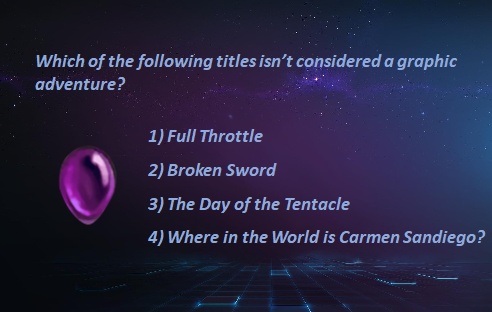 Which of the following titles isn’t considered a graphic
adventure?
1) Full Throttle
2) Broken Sword
3) The Day of the Tentacle
4) Where in the World is Carmen Sandiego?